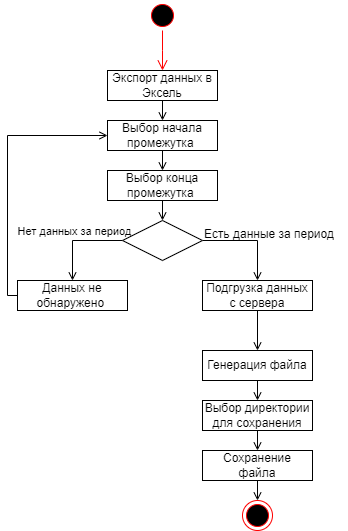 Экспорт данных в
Эксель
Выбор начала
промежутка
Выбор конца
промежутка
Нет данных за период
Есть данные за период
Данных не
обнаружено
Подгрузка данных
с сервера
Генерация файла
Выбор директории
для сохранения
Сохранение
файла